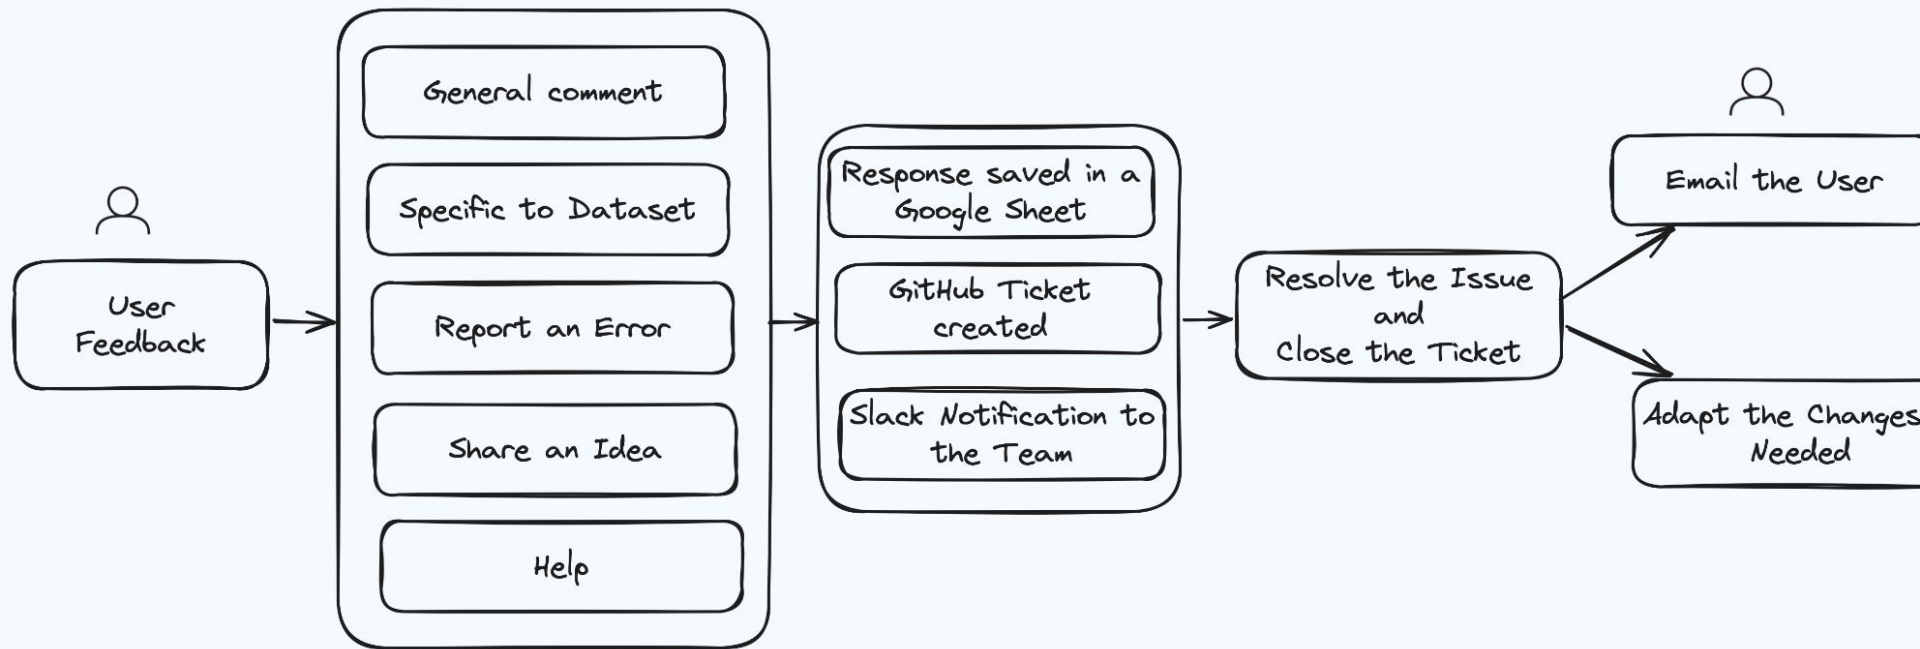 User
Feedback
General comment
Specific to Dataset
Report an Error
Share an Idea
Help
Response saved in a
Google Sheet
GitHub Ticket
created
Slack Notification to
the Team
Resolve the Issue
and
Close the Ticket
Email the User
Adapt the Changes
Needed